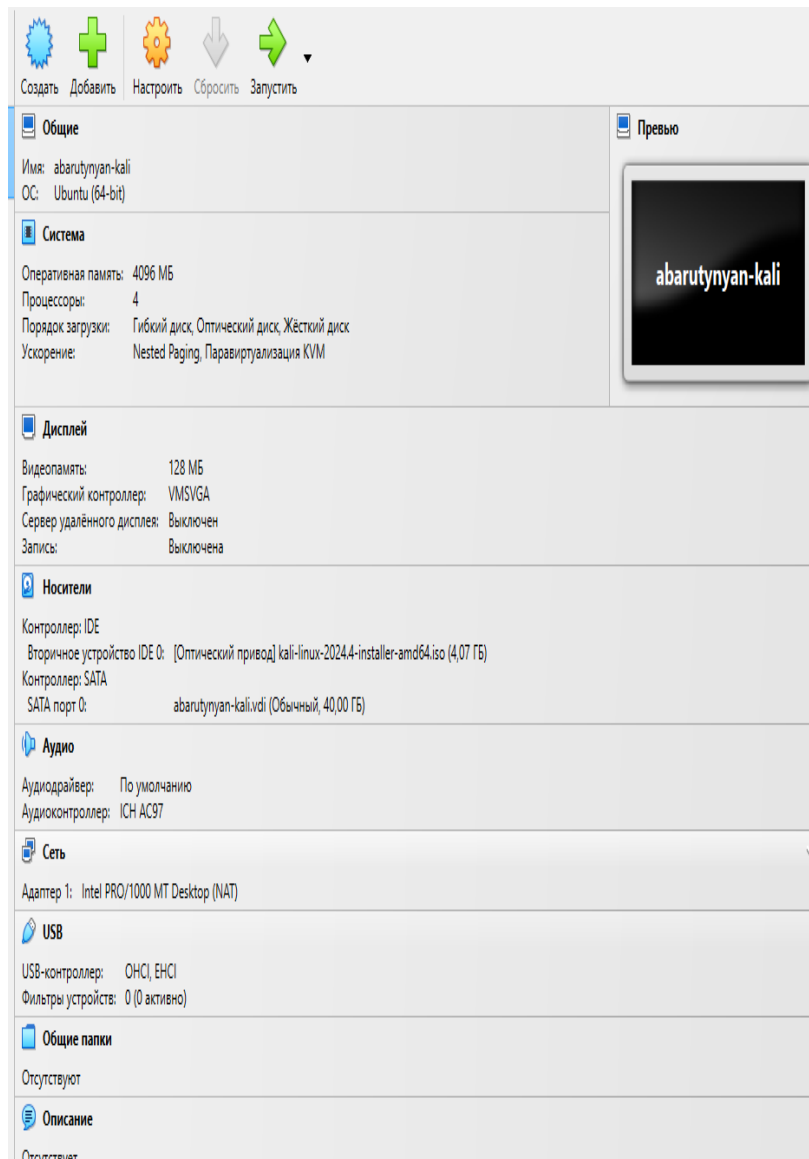 Создать Добавить Настроить Сбросить Запустить
Общие
Имя: abarutynyan-kali
ОС: Ubuntu (64-bit)
Превью
abarutynyan-kali
Система
Оперативная память: 4096 МБ
Процессоры: 4
Порядок загрузки: Гибкий диск, Оптический диск, Жёсткий диск
Ускорение: Nested Paging, Паравиртуализация KVM
Дисплей
Видеопамять: 128 МБ
Графический контроллер: VMSVGA
Сервер удалённого дисплея: Выключен
Запись: Выключена
Носители
Контроллер: IDE
Вторичное устройство IDE 0: [Оптический привод] kali-linux-2024.4-installer-amd64.iso (4,07 ГБ)
Контроллер: SATA
SATA порт 0: abarutynyan-kali.vdi (Обычный, 40,00 ГБ)
Аудио
Аудиодрайвер: По умолчанию
Аудиоконтроллер: ICH AC97
Сеть
Адаптер 1: Intel PRO/1000 MT Desktop (NAT)
USB
USB-контроллер: OHCI, EHCI
Фильтры устройств: 0 (0 активно)
Общие папки
Отсутствуют
Описание
Отсутствует